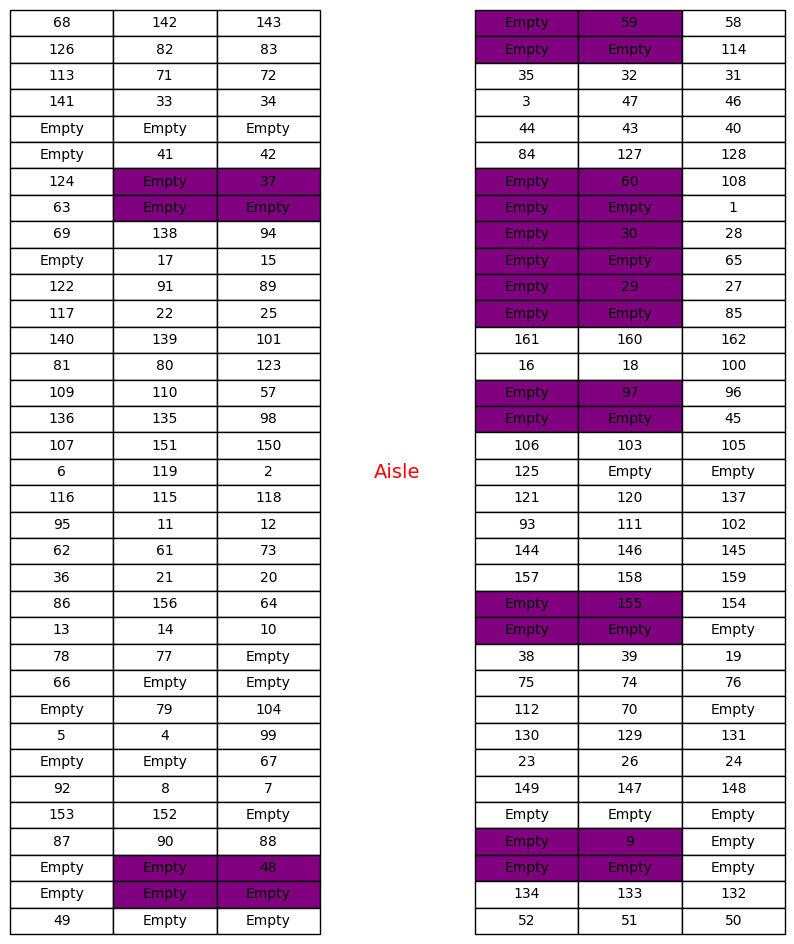 68 142 143 Empty 59 58
126 82 83 Empty Empty 114
113 71 72 35 32 31
141 33 34 3 47 46
Empty Empty Empty 44 43 40
Empty 41 42 84 127 128
124 Empty 37 Empty 60 108
63 Empty Empty Empty Empty 1
69 138 94 Empty 30 28
Empty 17 15 Empty Empty 65
122 91 89 Empty 29 27
117 22 25 Empty Empty 85
140 139 101 161 160 162
81 80 123 16 18 100
109 110 57 Empty 97 96
136 135 98 Empty Empty 45
107 151 150 106 103 105
6 119 2 Aisle 125 Empty Empty
116 115 118 121 120 137
95 11 12 93 111 102
62 61 73 144 146 145
36 21 20 157 158 159
86 156 64 Empty 155 154
13 14 10 Empty Empty Empty
78 77 Empty 38 39 19
66 Empty Empty 75 74 76
Empty 79 104 112 70 Empty
5 4 99 130 129 131
Empty Empty 67 23 26 24
92 8 7 149 147 148
153 152 Empty Empty Empty Empty
87 90 88 Empty 9 Empty
Empty Empty 48 Empty Empty Empty
Empty Empty Empty 134 133 132
49 Empty Empty 52 51 50